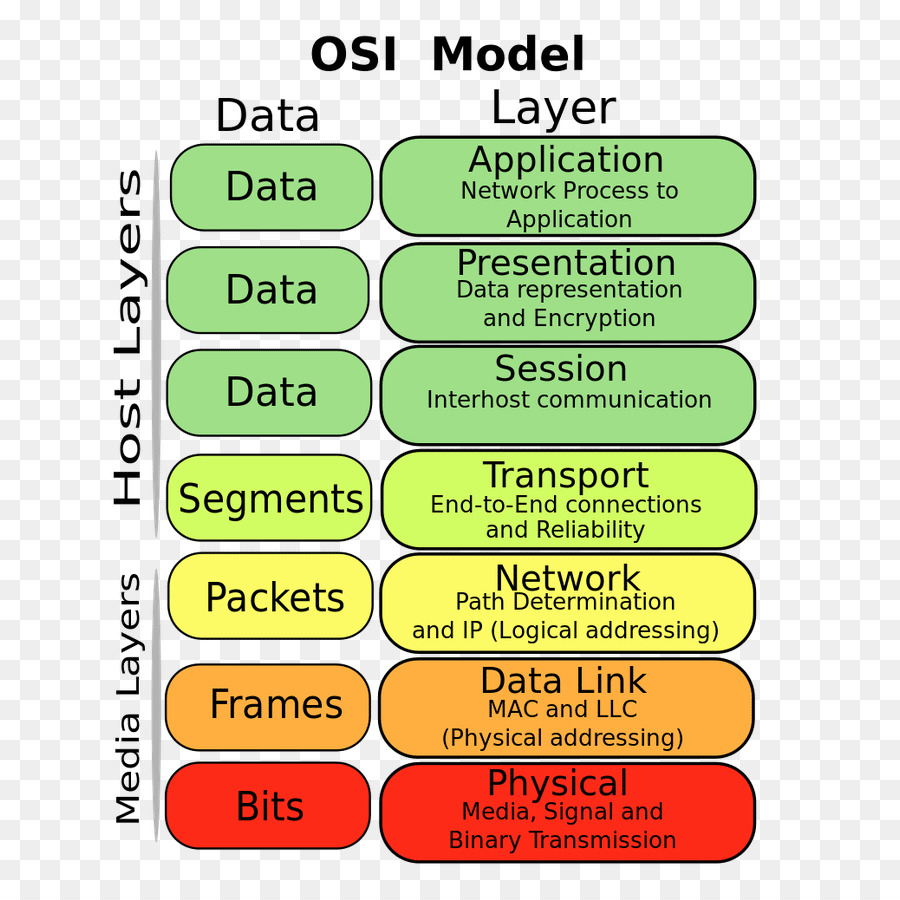 OSI Model
Data
Layer
Host Layers
Data
Application
Network Process to
Application
Data
Presentation
Data representation
and Encryption
Data
Session
Interhost communication
Segments
Transport
End-to-End connections
and Reliability
Media Layers
Packets
Network
Path Determination
and IP (Logical addressing)
Frames
Data Link
MAC and LLC
(Physical addressing)
Bits
Physical
Media, Signal and
Binary Transmission